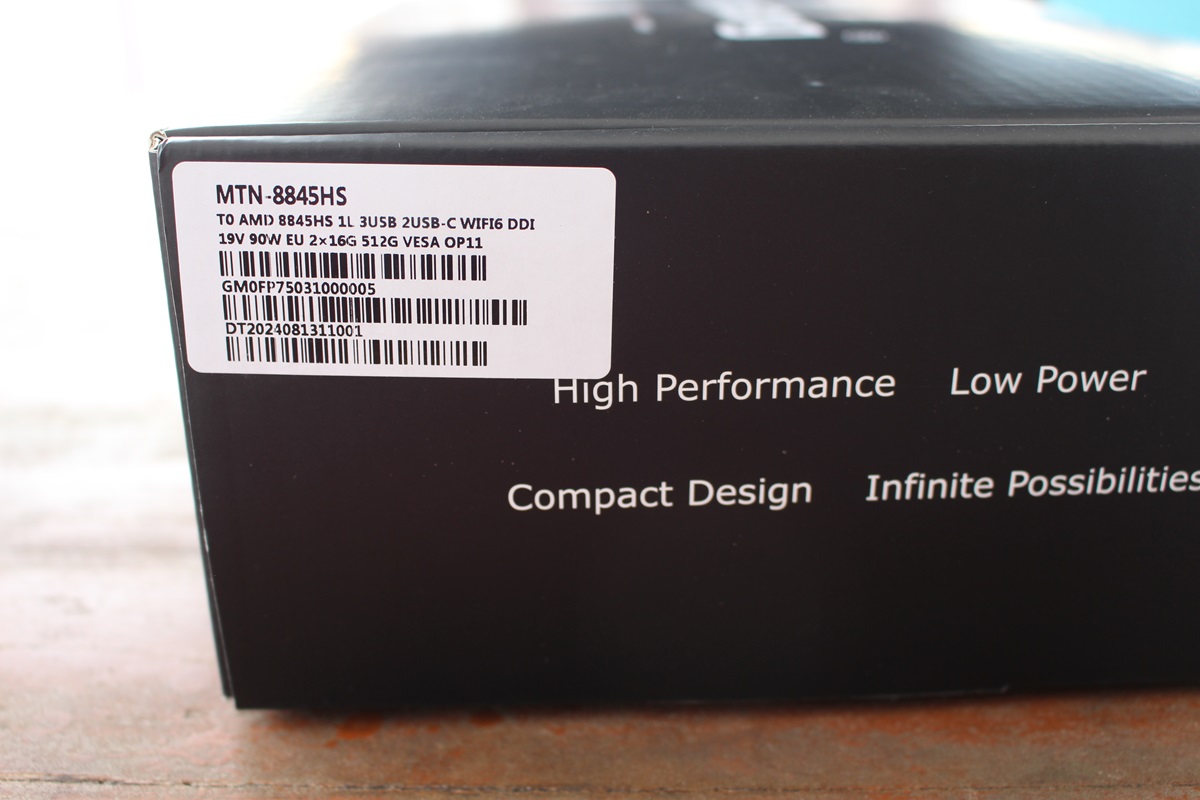 MTN-8845HS
T0 AMD 8845HS 1L 3USB 2USB-C WIFI6 DDI
19V 90W EU 2×16G 512G VESA OP11
GM0FP75031000005
DT2024081311001
High Performance Low Power
Compact Design Infinite Possibilities